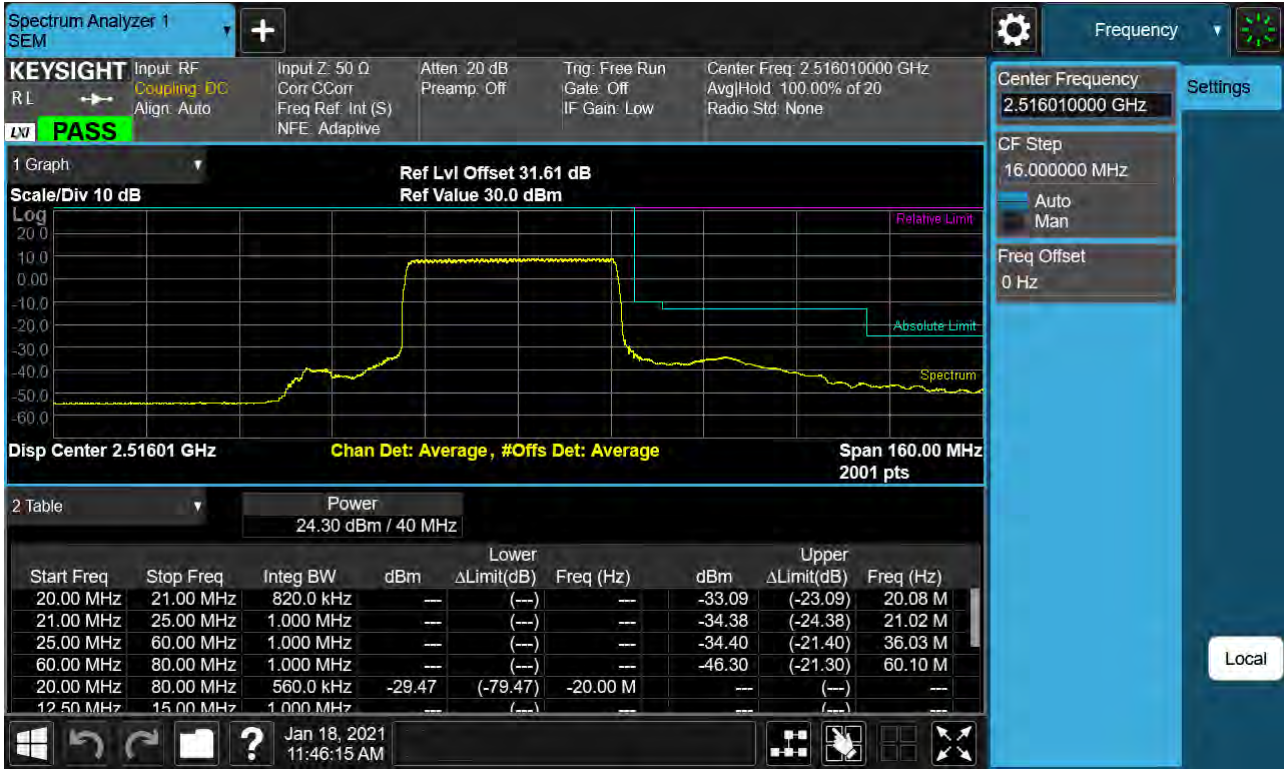 Spectrum Analyzer 1
SEM
Frequency
KEYSIGHT
RL
LXI
PASS
Input: RF
Coupling: DC
Align: Auto
Input Z: 50 Ω
Corr CCorr
Freq Ref: Int (S)
NFE: Adaptive
Atten: 20 dB
Preamp: Off
Trig: Free Run
Gate: Off
IF Gain: Low
Center Freq: 2.516010000 GHz
Avg|Hold: 100.00% of 20
Radio Std: None
Center Frequency
2.516010000 GHz
Settings
CF Step
16.000000 MHz
Auto
Man
Freq Offset
0 Hz
Local
1 Graph
Scale/Div 10 dB
Ref Lvl Offset 31.61 dB
Ref Value 30.0 dBm
Log
20.0
10.0
0.00
-10.0
-20.0
-30.0
-40.0
-50.0
-60.0
Relative Limit
Absolute Limit
Spectrum
Disp Center 2.51601 GHz
Chan Det: Average , #Offs Det: Average
Span 160.00 MHz
2001 pts
2 Table
Power
24.30 dBm / 40 MHz
Lower Upper
Start Freq Stop Freq Integ BW dBm ΔLimit(dB) Freq (Hz) dBm ΔLimit(dB) Freq (Hz)
20.00 MHz 21.00 MHz 820.0 kHz --- (---) --- -33.09 (-23.09) 20.08 M
21.00 MHz 25.00 MHz 1.000 MHz --- (---) --- -34.38 (-24.38) 21.02 M
25.00 MHz 60.00 MHz 1.000 MHz --- (---) --- -34.40 (-21.40) 36.03 M
60.00 MHz 80.00 MHz 1.000 MHz --- (---) --- -46.30 (-21.30) 60.10 M
20.00 MHz 80.00 MHz 560.0 kHz -29.47 (-79.47) -20.00 M --- (---) ---
12.50 MHz 15.00 MHz 1.000 MHz --- (---) --- --- (---) ---
Jan 18, 2021
11:46:15 AM